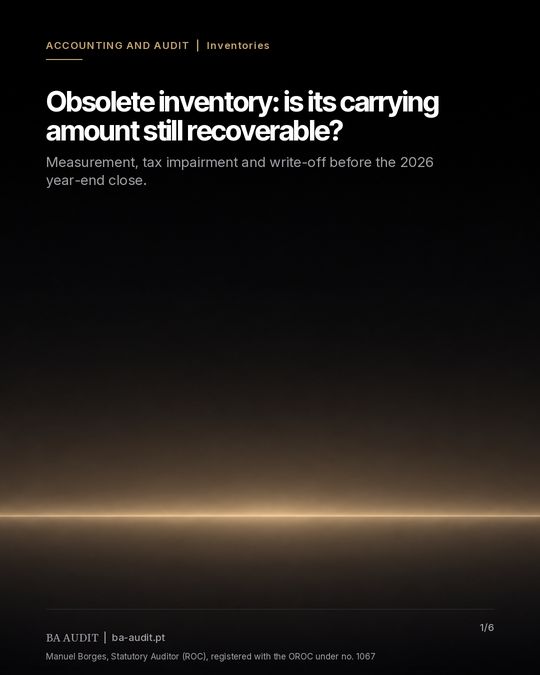 ACCOUNTING AND AUDIT | Inventories
Obsolete inventory: is its carrying
amount still recoverable?
Measurement, tax impairment and write-off before the 2026
year-end close.
1/6
BA AUDIT | ba-audit.pt
Manuel Borges, Statutory Auditor (ROC), registered with the OROC under no. 1067